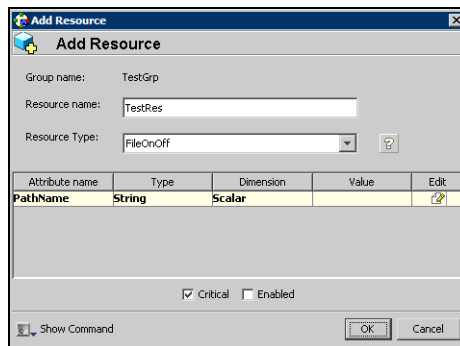 Add Resource
Add Resource
Group name: TestGrp
Resource name: TestRes
Resource Type: FileOnOff
Attribute name Type Dimension Value Edit
PathName String Scalar
Critical Enabled
Show Command OK Cancel